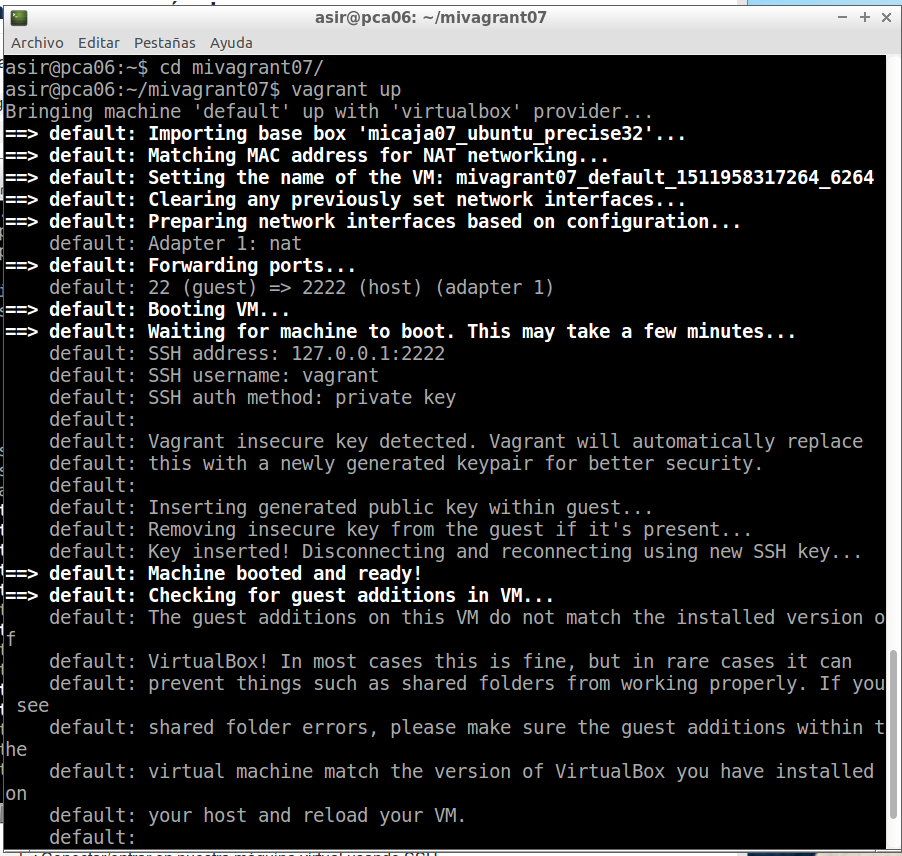 asir@pca06: ~/mivagrant07
Archivo Editar Pestañas Ayuda
asir@pca06:~$ cd mivagrant07/
asir@pca06:~/mivagrant07$ vagrant up
Bringing machine 'default' up with 'virtualbox' provider...
==> default: Importing base box 'micaja07_ubuntu_precise32'...
==> default: Matching MAC address for NAT networking...
==> default: Setting the name of the VM: mivagrant07_default_1511958317264_6264
==> default: Clearing any previously set network interfaces...
==> default: Preparing network interfaces based on configuration...
    default: Adapter 1: nat
==> default: Forwarding ports...
    default: 22 (guest) => 2222 (host) (adapter 1)
==> default: Booting VM...
==> default: Waiting for machine to boot. This may take a few minutes...
    default: SSH address: 127.0.0.1:2222
    default: SSH username: vagrant
    default: SSH auth method: private key
    default:
    default: Vagrant insecure key detected. Vagrant will automatically replace
    default: this with a newly generated keypair for better security.
    default:
    default: Inserting generated public key within guest...
    default: Removing insecure key from the guest if it's present...
    default: Key inserted! Disconnecting and reconnecting using new SSH key...
==> default: Machine booted and ready!
==> default: Checking for guest additions in VM...
    default: The guest additions on this VM do not match the installed version o
f
    default: VirtualBox! In most cases this is fine, but in rare cases it can
    default: prevent things such as shared folders from working properly. If you
 see
    default: shared folder errors, please make sure the guest additions within t
he
    default: virtual machine match the version of VirtualBox you have installed
on
    default: your host and reload your VM.
    default: